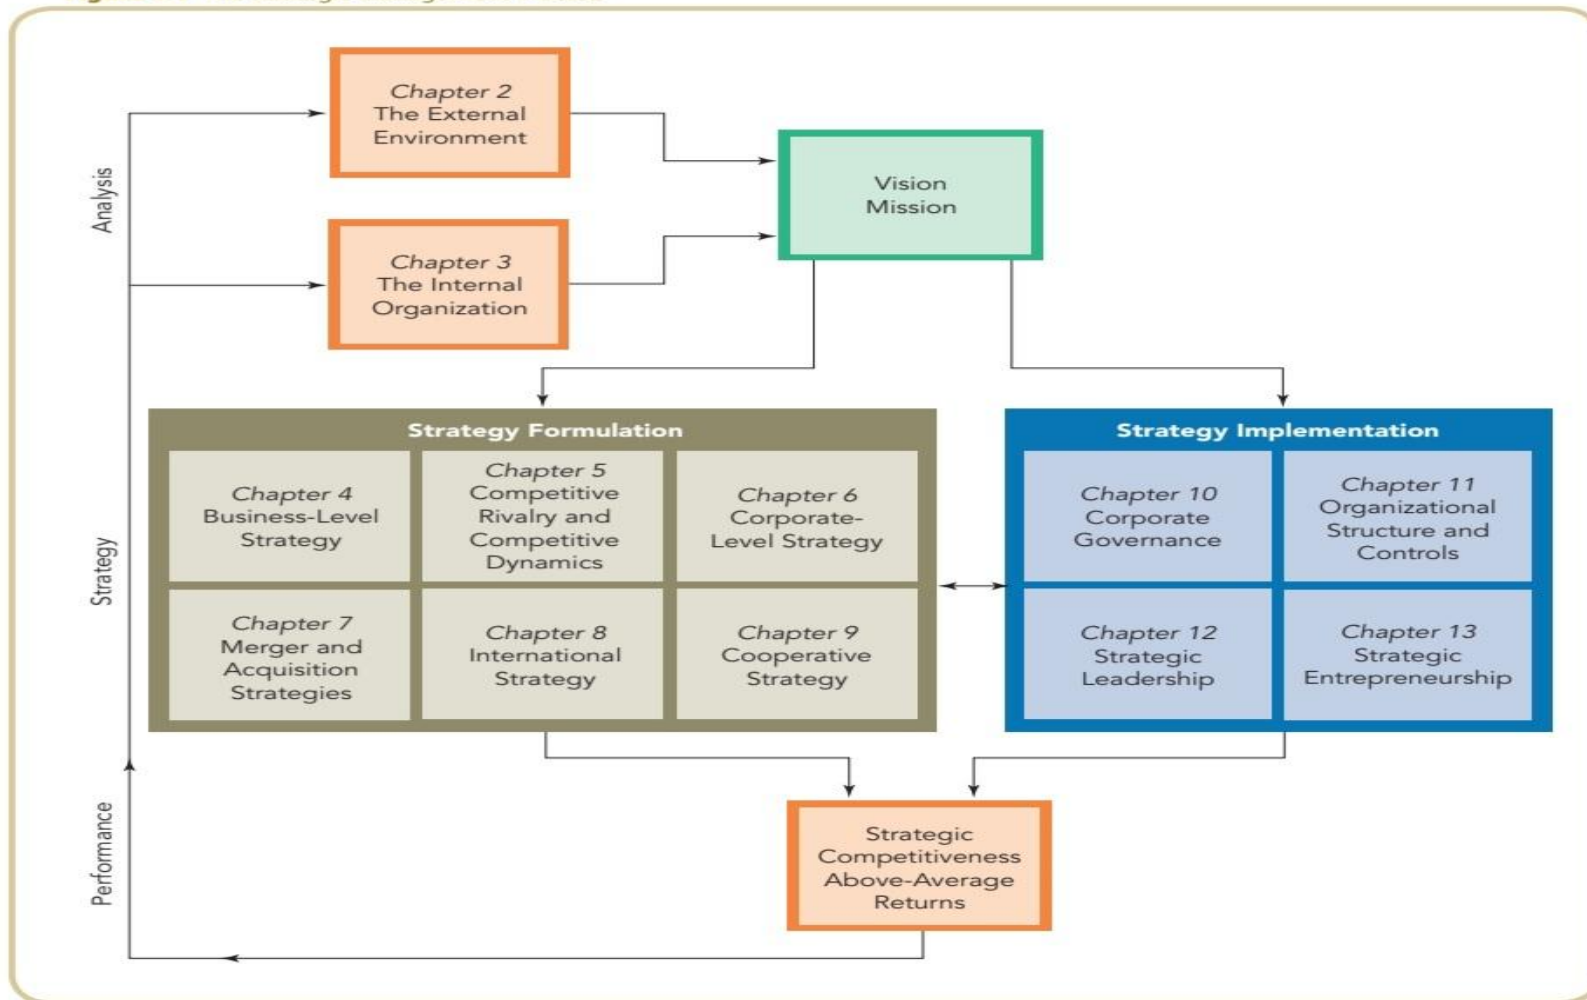 Analysis
Chapter 2
The External
Environment
Chapter 3
The Internal
Organization
Vision
Mission
Strategy
Strategy Formulation
Chapter 4
Business-Level
Strategy
Chapter 5
Competitive
Rivalry and
Competitive
Dynamics
Chapter 6
Corporate-
Level Strategy
Chapter 7
Merger and
Acquisition
Strategies
Chapter 8
International
Strategy
Chapter 9
Cooperative
Strategy
Strategy Implementation
Chapter 10
Corporate
Governance
Chapter 11
Organizational
Structure and
Controls
Chapter 12
Strategic
Leadership
Chapter 13
Strategic
Entrepreneurship
Performance
Strategic
Competitiveness
Above-Average
Returns